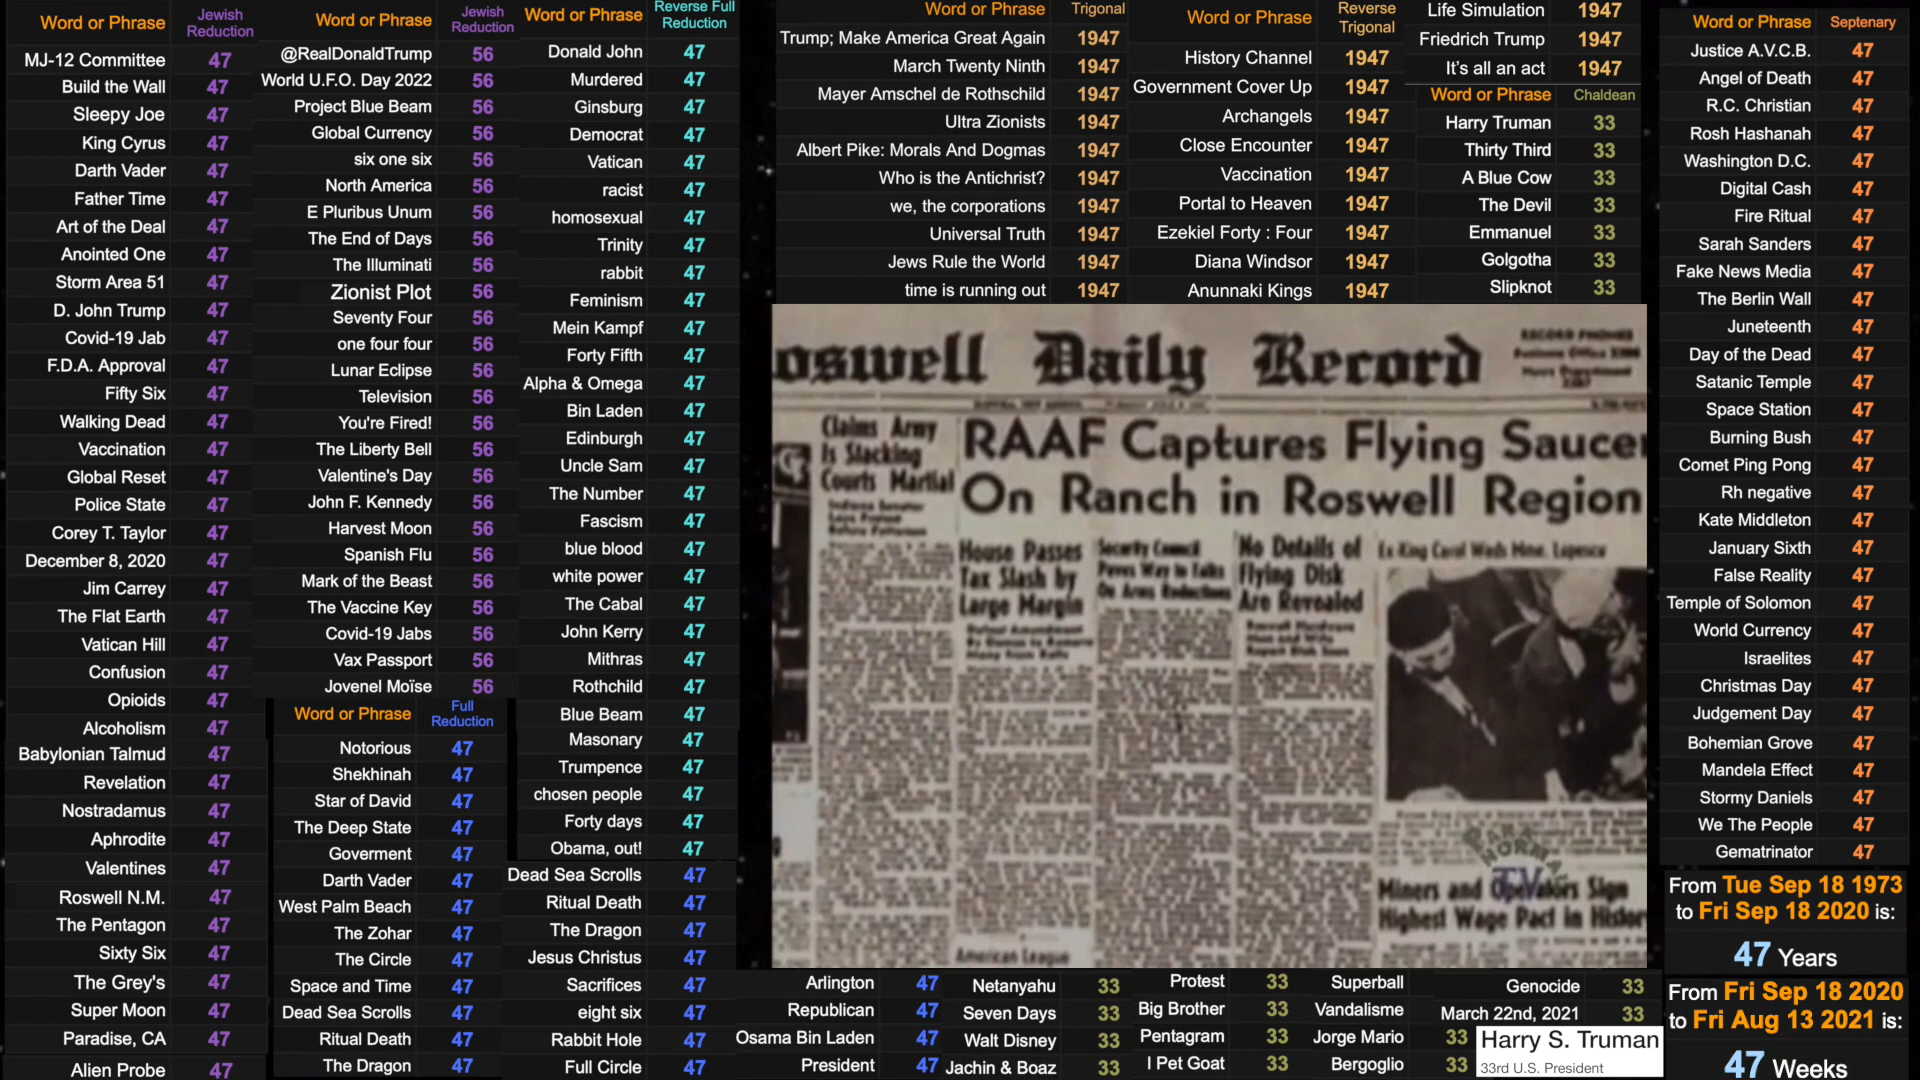 Word or Phrase Jewish Reduction
MJ-12 Committee 47
Build the Wall 47
Sleepy Joe 47
King Cyrus 47
Darth Vader 47
Father Time 47
Art of the Deal 47
Anointed One 47
Storm Area 51 47
D. John Trump 47
Covid-19 Jab 47
F.D.A. Approval 47
Fifty Six 47
Walking Dead 47
Vaccination 47
Global Reset 47
Police State 47
Corey T. Taylor 47
December 8, 2020 47
Jim Carrey 47
The Flat Earth 47
Vatican Hill 47
Confusion 47
Opioids 47
Alcoholism 47
Babylonian Talmud 47
Revelation 47
Nostradamus 47
Aphrodite 47
Valentines 47
Roswell N.M. 47
The Pentagon 47
Sixty Six 47
The Grey's 47
Super Moon 47
Paradise, CA 47
Alien Probe 47
Word or Phrase Jewish Reduction
@RealDonaldTrump 56
World U.F.O. Day 2022 56
Project Blue Beam 56
Global Currency 56
six one six 56
North America 56
E Pluribus Unum 56
The End of Days 56
The Illuminati 56
Zionist Plot 56
Seventy Four 56
one four four 56
Lunar Eclipse 56
Television 56
You're Fired! 56
The Liberty Bell 56
Valentine's Day 56
John F. Kennedy 56
Harvest Moon 56
Spanish Flu 56
Mark of the Beast 56
The Vaccine Key 56
Covid-19 Jabs 56
Vax Passport 56
Jovenel Moïse 56
Word or Phrase Full Reduction
Notorious 47
Shekhinah 47
Star of David 47
The Deep State 47
Goverment 47
Darth Vader 47
West Palm Beach 47
The Zohar 47
The Circle 47
Space and Time 47
Dead Sea Scrolls 47
Ritual Death 47
The Dragon 47
Word or Phrase Reverse Full Reduction
Donald John 47
Murdered 47
Ginsburg 47
Democrat 47
Vatican 47
racist 47
homosexual 47
Trinity 47
rabbit 47
Feminism 47
Mein Kampf 47
Forty Fifth 47
Alpha & Omega 47
Bin Laden 47
Edinburgh 47
Uncle Sam 47
The Number 47
Fascism 47
blue blood 47
white power 47
The Cabal 47
John Kerry 47
Mithras 47
Rothchild 47
Blue Beam 47
Masonary 47
Trumpence 47
chosen people 47
Forty days 47
Obama, out! 47
Dead Sea Scrolls 47
Ritual Death 47
The Dragon 47
Jesus Christus 47
Sacrifices 47
eight six 47
Rabbit Hole 47
Full Circle 47
Word or Phrase Trigonal
Trump; Make America Great Again 1947
March Twenty Ninth 1947
Mayer Amschel de Rothschild 1947
Ultra Zionists 1947
Albert Pike: Morals And Dogmas 1947
Who is the Antichrist? 1947
we, the corporations 1947
Universal Truth 1947
Jews Rule the World 1947
time is running out 1947
Word or Phrase Reverse Trigonal
History Channel 1947
Government Cover Up 1947
Archangels 1947
Close Encounter 1947
Vaccination 1947
Portal to Heaven 1947
Ezekiel Forty : Four 1947
Diana Windsor 1947
Anunnaki Kings 1947
Life Simulation 1947
Friedrich Trump 1947
It's all an act 1947
Word or Phrase Chaldean
Harry Truman 33
Thirty Third 33
A Blue Cow 33
The Devil 33
Emmanuel 33
Golgotha 33
Slipknot 33
oswell Daily Record
RECORD PHONES
Claims Army
Is Slacking
Courts Martial
RAAF Captures Flying Saucer
On Ranch in Roswell Region
House Passes
Tax Slash by
Large Margin
Security Council
Paves Way to Talks
On Arms Reductions
No Details of
Flying Disk
Are Revealed
Ex-King Carol Weds Mme. Lupescu
American League
PARA NORMAL TV
Miners and Operators Sign
Highest Wage Pact in Histor
Arlington 47
Republican 47
Osama Bin Laden 47
President 47
Netanyahu 33
Seven Days 33
Walt Disney 33
Jachin & Boaz 33
Protest 33
Big Brother 33
Pentagram 33
I Pet Goat 33
Superball
Vandalisme
Jorge Mario 33
Bergoglio 33
Genocide 33
March 22nd, 2021 33
Harry S. Truman
33rd U.S. President
Word or Phrase Septenary
Justice A.V.C.B. 47
Angel of Death 47
R.C. Christian 47
Rosh Hashanah 47
Washington D.C. 47
Digital Cash 47
Fire Ritual 47
Sarah Sanders 47
Fake News Media 47
The Berlin Wall 47
Juneteenth 47
Day of the Dead 47
Satanic Temple 47
Space Station 47
Burning Bush 47
Comet Ping Pong 47
Rh negative 47
Kate Middleton 47
January Sixth 47
False Reality 47
Temple of Solomon 47
World Currency 47
Israelites 47
Christmas Day 47
Judgement Day 47
Bohemian Grove 47
Mandela Effect 47
Stormy Daniels 47
We The People 47
Gematrinator 47
From Tue Sep 18 1973
to Fri Sep 18 2020 is:
47 Years
From Fri Sep 18 2020
to Fri Aug 13 2021 is:
47 Weeks